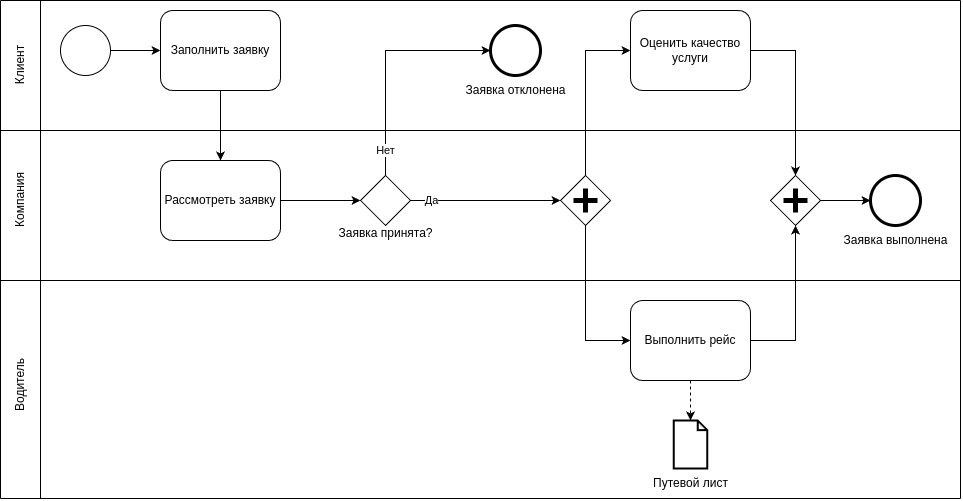 Клиент
Заполнить заявку
Заявка отклонена
Оценить качество
услуги
Компания
Рассмотреть заявку
Нет
Заявка принята?
Да
Заявка выполнена
Водитель
Выполнить рейс
Путевой лист